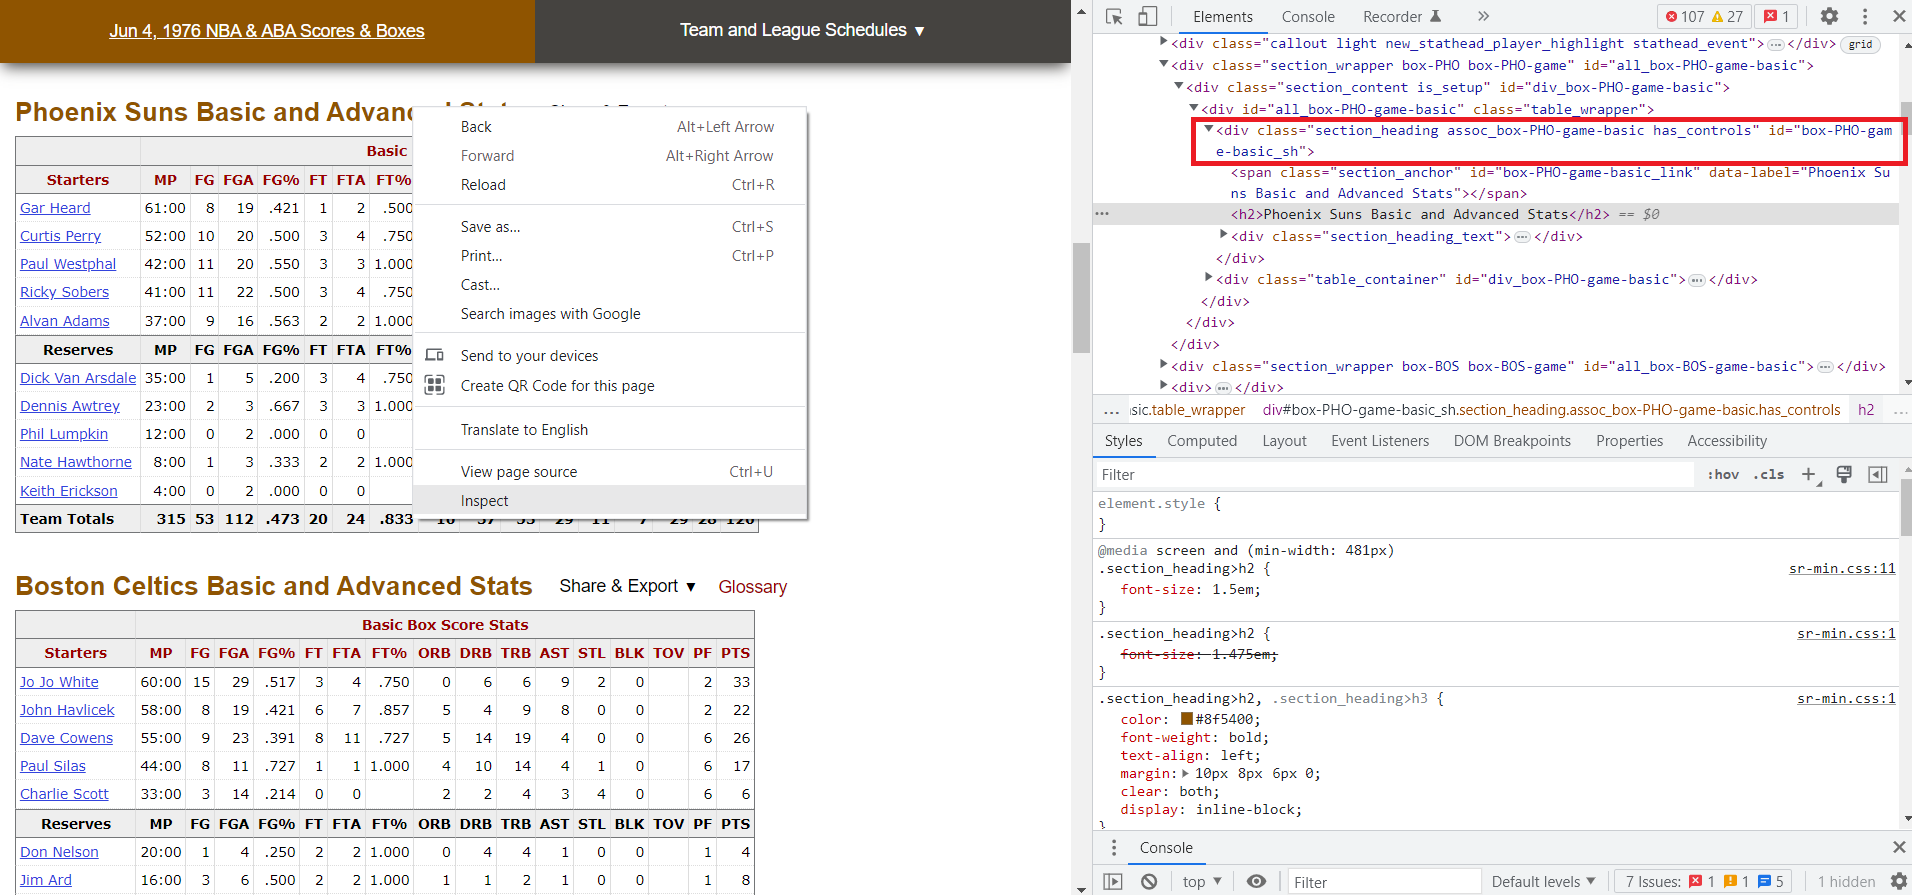 Jun 4, 1976 NBA & ABA Scores & Boxes
Team and League Schedules ▼
Phoenix Suns Basic and Advanc
Basic
Starters MP FG FGA FG% FT FTA FT%
Gar Heard 61:00 8 19 .421 1 2 .500
Curtis Perry 52:00 10 20 .500 3 4 .750
Paul Westphal 42:00 11 20 .550 3 3 1.000
Ricky Sobers 41:00 11 22 .500 3 4 .750
Alvan Adams 37:00 9 16 .563 2 2 1.000
Reserves MP FG FGA FG% FT FTA FT%
Dick Van Arsdale 35:00 1 5 .200 3 4 .750
Dennis Awtrey 23:00 2 3 .667 3 3 1.000
Phil Lumpkin 12:00 0 2 .000 0 0
Nate Hawthorne 8:00 1 3 .333 2 2 1.000
Keith Erickson 4:00 0 2 .000 0 0
Team Totals 315 53 112 .473 20 24 .833
Back Alt+Left Arrow
Forward Alt+Right Arrow
Reload Ctrl+R
Save as... Ctrl+S
Print... Ctrl+P
Cast...
Search images with Google
Send to your devices
Create QR Code for this page
Translate to English
View page source Ctrl+U
Inspect
Boston Celtics Basic and Advanced Stats Share & Export ▼ Glossary
Basic Box Score Stats
Starters MP FG FGA FG% FT FTA FT% ORB DRB TRB AST STL BLK TOV PF PTS
Jo Jo White 60:00 15 29 .517 3 4 .750 0 6 6 9 2 0 2 33
John Havlicek 58:00 8 19 .421 6 7 .857 5 4 9 8 0 0 2 22
Dave Cowens 55:00 9 23 .391 8 11 .727 5 14 19 4 0 0 6 26
Paul Silas 44:00 8 11 .727 1 1 1.000 4 10 14 4 1 0 6 17
Charlie Scott 33:00 3 14 .214 0 0 2 2 4 3 4 0 6 6
Reserves MP FG FGA FG% FT FTA FT% ORB DRB TRB AST STL BLK TOV PF PTS
Don Nelson 20:00 1 4 .250 2 2 1.000 0 4 4 1 0 0 1 4
Jim Ard 16:00 3 6 .500 2 2 1.000 1 1 2 1 0 0 1 8
Elements Console Recorder » 107 27 1
<div class="callout light new_stathead_player_highlight stathead_event">…</div> grid
<div class="section_wrapper box-PHO box-PHO-game" id="all_box-PHO-game-basic">
<div class="section_content is_setup" id="div_box-PHO-game-basic">
<div id="all_box-PHO-game-basic" class="table_wrapper">
<div class="section_heading assoc_box-PHO-game-basic has_controls" id="box-PHO-gam
e-basic_sh">
<span class="section_anchor" id="box-PHO-game-basic_link" data-label="Phoenix Su
ns Basic and Advanced Stats"></span>
… <h2>Phoenix Suns Basic and Advanced Stats</h2> == $0
<div class="section_heading_text">…</div>
</div>
<div class="table_container" id="div_box-PHO-game-basic">…</div>
</div>
</div>
</div>
<div class="section_wrapper box-BOS box-BOS-game" id="all_box-BOS-game-basic">…</div>
<div>…</div>
… sic.table_wrapper div#box-PHO-game-basic_sh.section_heading.assoc_box-PHO-game-basic.has_controls h2 …
Styles Computed Layout Event Listeners DOM Breakpoints Properties Accessibility
Filter :hov .cls +
element.style {
}
@media screen and (min-width: 481px)
.section_heading>h2 { sr-min.css:11
font-size: 1.5em;
}
.section_heading>h2 { sr-min.css:1
font-size: 1.475em;
}
.section_heading>h2, .section_heading>h3 { sr-min.css:1
color: #8f5400;
font-weight: bold;
text-align: left;
margin: 10px 8px 6px 0;
clear: both;
display: inline-block;
}
Console
top ▼ Filter Default levels ▼ 7 Issues: 1 1 5 1 hidden